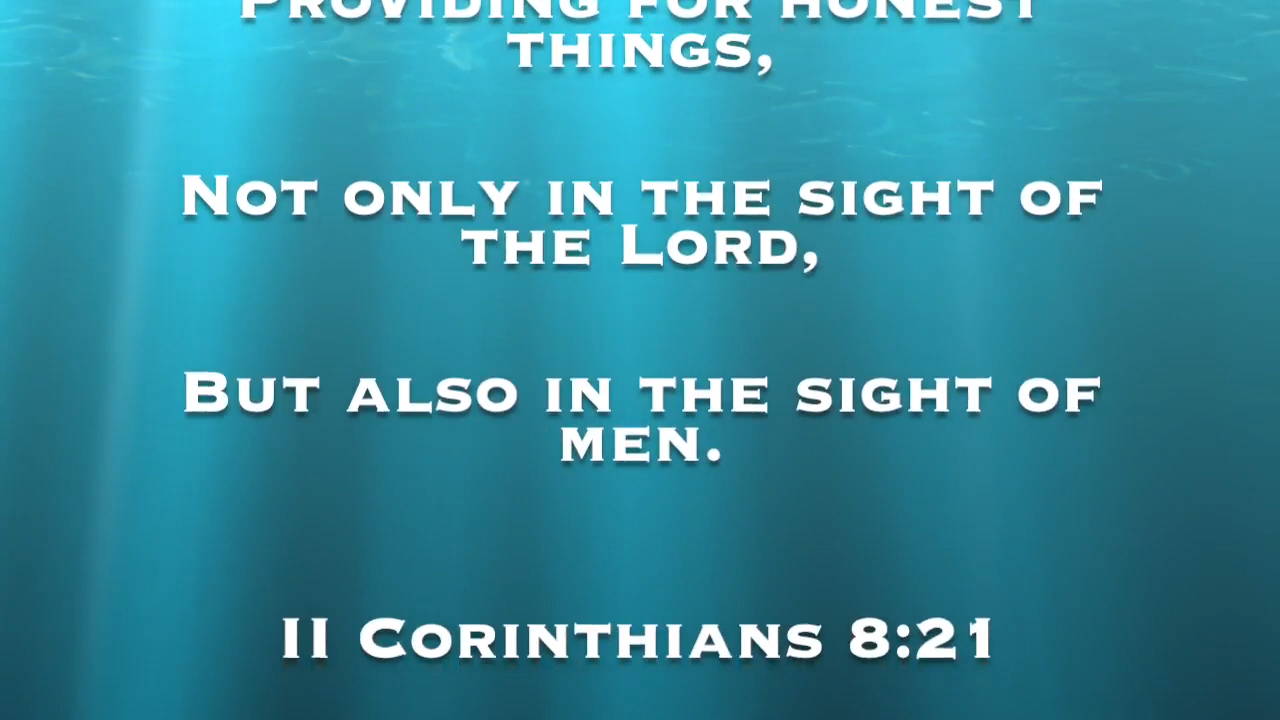 Providing for honest
things,
Not only in the sight of
the Lord,
But also in the sight of
men.
II Corinthians 8:21